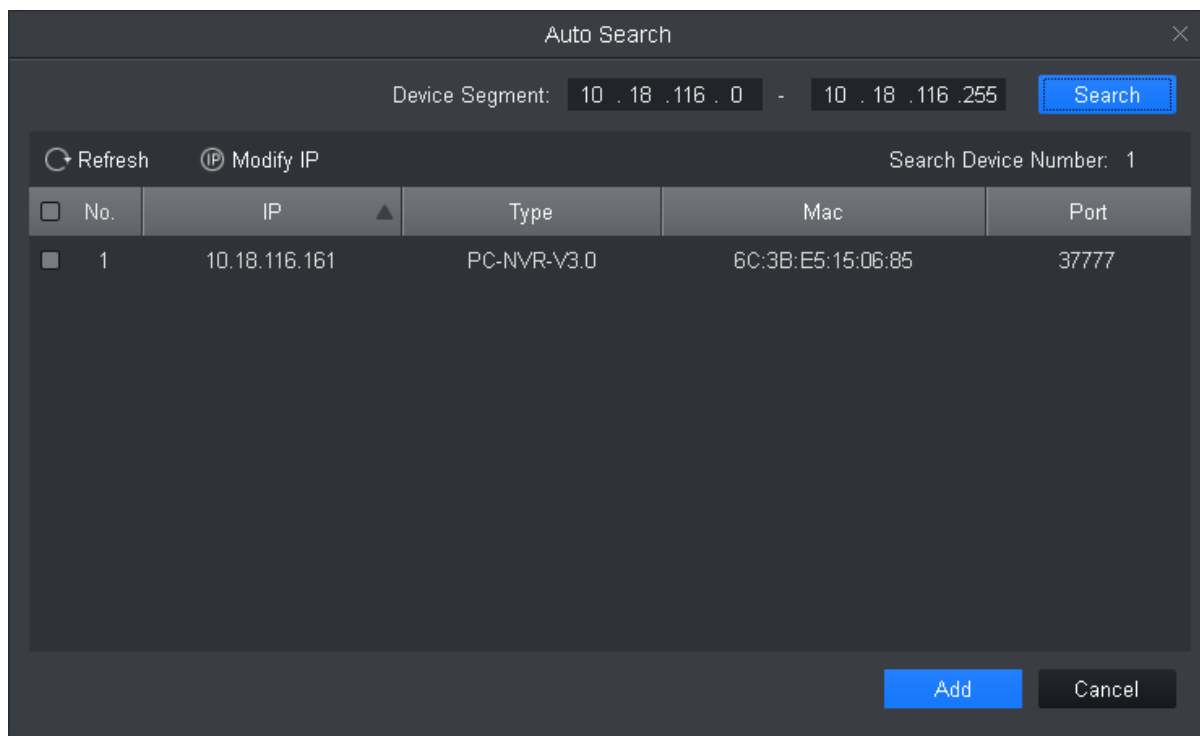 Auto Search
Device Segment: 10 . 18 .116 . 0 - 10 . 18 .116 .255 Search
Refresh IP Modify IP Search Device Number: 1
No. IP Type Mac Port
1 10.18.116.161 PC-NVR-V3.0 6C:3B:E5:15:06:85 37777
Add Cancel